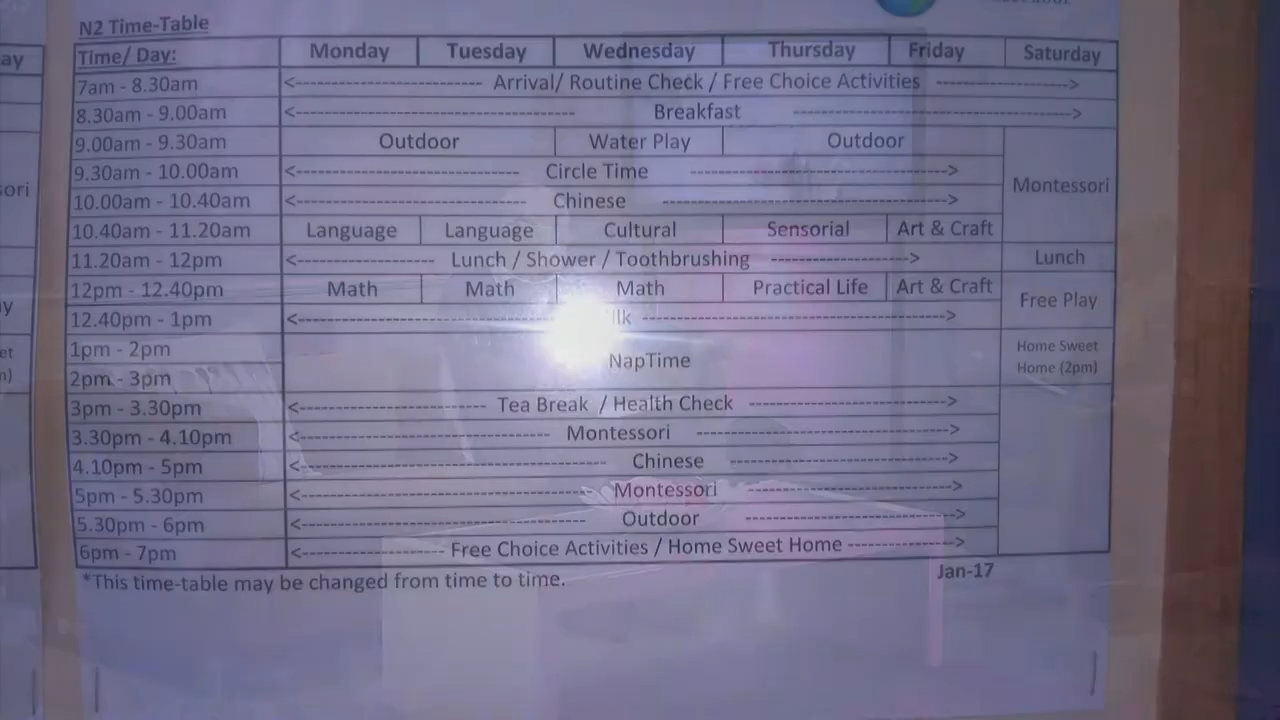 N2 Time-Table
Time/ Day: Monday Tuesday Wednesday Thursday Friday Saturday
7am - 8.30am <---- Arrival/ Routine Check / Free Choice Activities ---->
8.30am - 9.00am <---- Breakfast ---->
9.00am - 9.30am Outdoor Water Play Outdoor
9.30am - 10.00am <---- Circle Time ---->
Montessori
10.00am - 10.40am <---- Chinese ---->
10.40am - 11.20am Language Language Cultural Sensorial Art & Craft
11.20am - 12pm <---- Lunch / Shower / Toothbrushing ----> Lunch
12pm - 12.40pm Math Math Math Practical Life Art & Craft
Free Play
12.40pm - 1pm <---- ---->
1pm - 2pm Home Sweet
NapTime
Home (2pm)
2pm - 3pm
3pm - 3.30pm <---- Tea Break / Health Check ---->
3.30pm - 4.10pm <---- Montessori ---->
4.10pm - 5pm <---- Chinese ---->
5pm - 5.30pm <---- Montessori ---->
5.30pm - 6pm <---- Outdoor ---->
6pm - 7pm <---- Free Choice Activities / Home Sweet Home ---->
*This time-table may be changed from time to time. Jan-17